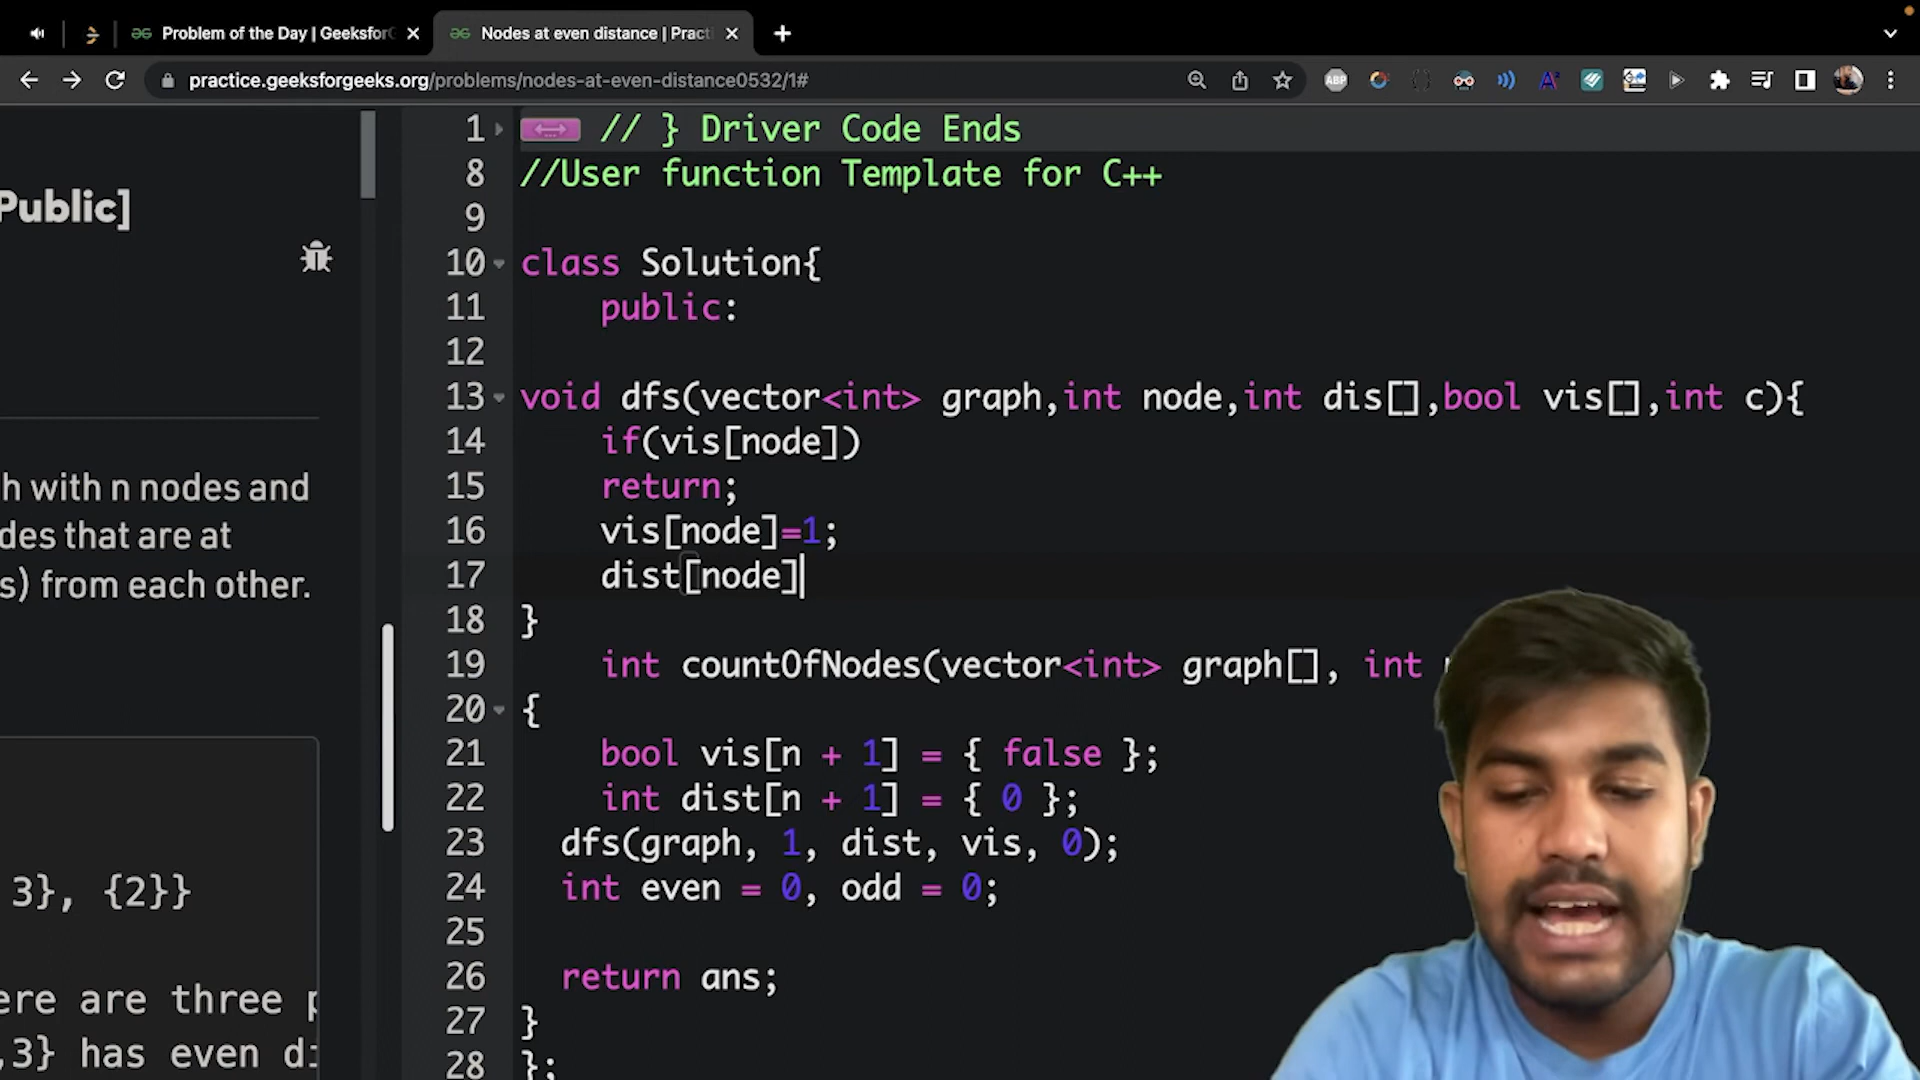 Problem of the Day | Geeksfor
Nodes at even distance | Pract
practice.geeksforgeeks.org/problems/nodes-at-even-distance0532/1#
ABP
Public]
h with n nodes and
des that are at
s) from each other.
3}, {2}}
ere are three p
,3} has even di
1 // } Driver Code Ends
8 //User function Template for C++
9
10 class Solution{
11 public:
12
13 void dfs(vector<int> graph,int node,int dis[],bool vis[],int c){
14 if(vis[node])
15 return;
16 vis[node]=1;
17 dist[node]
18 }
19 int countOfNodes(vector<int> graph[], int
20 {
21 bool vis[n + 1] = { false };
22 int dist[n + 1] = { 0 };
23 dfs(graph, 1, dist, vis, 0);
24 int even = 0, odd = 0;
25
26 return ans;
27 }
28 };